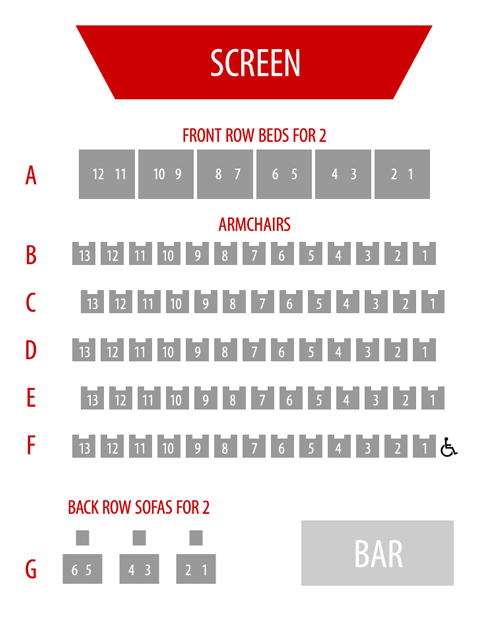 SCREEN
FRONT ROW BEDS FOR 2
A 12 11 10 9 8 7 6 5 4 3 2 1
ARMCHAIRS
B 13 12 11 10 9 8 7 6 5 4 3 2 1
C 13 12 11 10 9 8 7 6 5 4 3 2 1
D 13 12 11 10 9 8 7 6 5 4 3 2 1
E 13 12 11 10 9 8 7 6 5 4 3 2 1
F 13 12 11 10 9 8 7 6 5 4 3 2 1
BACK ROW SOFAS FOR 2
G 6 5 4 3 2 1
BAR